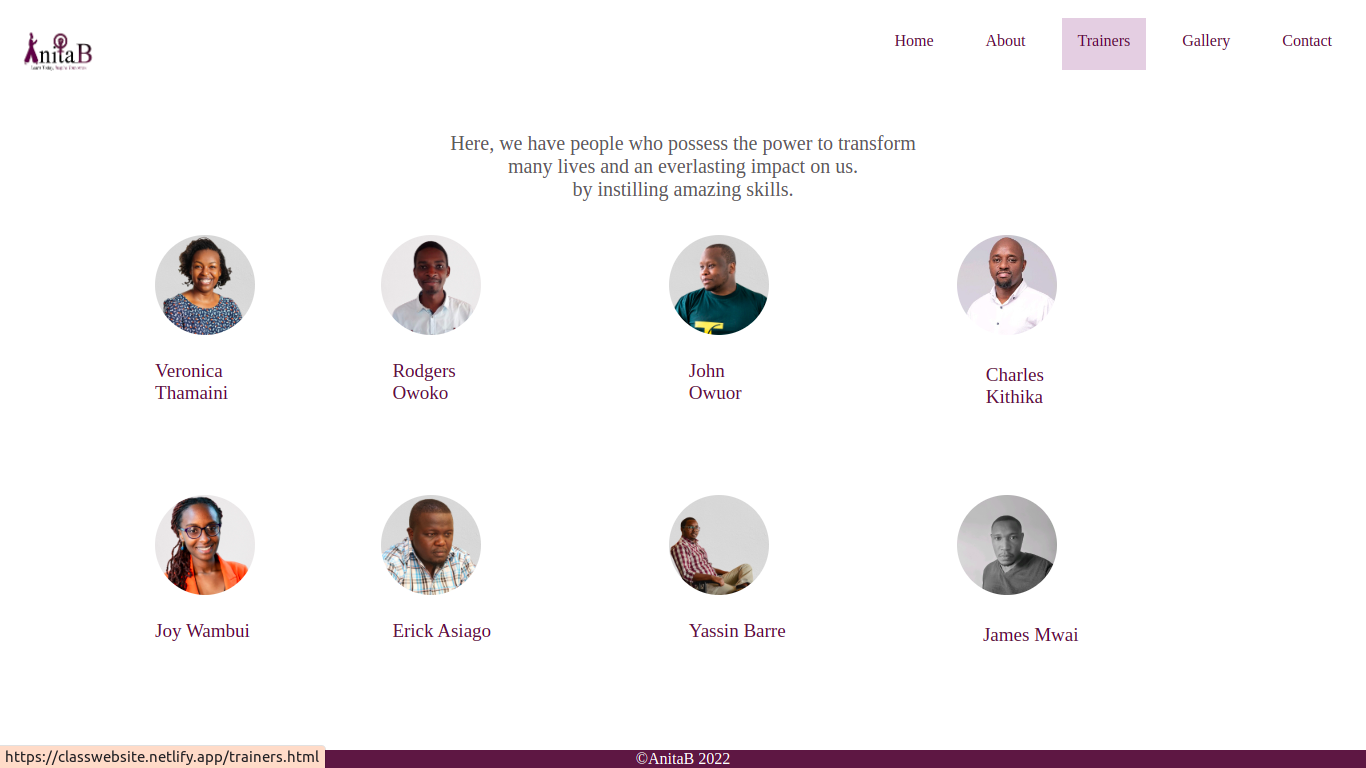 AnitaB
Home
About
Trainers
Gallery
Contact
Here, we have people who possess the power to transform
many lives and an everlasting impact on us.
by instilling amazing skills.
Veronica
Thamaini
Rodgers
Owoko
John
Owuor
Charles
Kithika
Joy Wambui
Erick Asiago
Yassin Barre
James Mwai
https://classwebsite.netlify.app/trainers.html
©AnitaB 2022